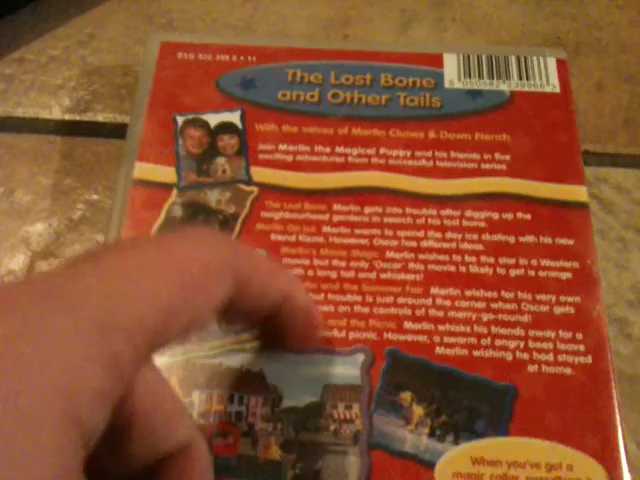 The Lost Bone
and Other Tails
5 050582 239966
With the voices of Martin Clunes & Dawn French
Join Merlin the Magical Puppy and his friends in five
exciting adventures from the successful television series
The Lost Bone Merlin gets into trouble after digging up the
neighbourhood gardens in search of his lost bone.
Merlin On Ice Merlin wants to spend the day ice skating with his new
friend However, Oscar has different ideas.
Merlin's Movie Magic Merlin wishes to be the star in a Western
movie but the only 'Oscar' this movie is likely to get is orange
with a long tail and whiskers!
and the Summer Fair Merlin wishes for his very own
but trouble is just around the corner when Oscar gets
on the controls of the merry-go-round!
and the Picnic Merlin whisks his friends away for a
picnic. However, a swarm of angry bees leave
Merlin wishing he had stayed
at home.
When you've got a
magic collar, everything